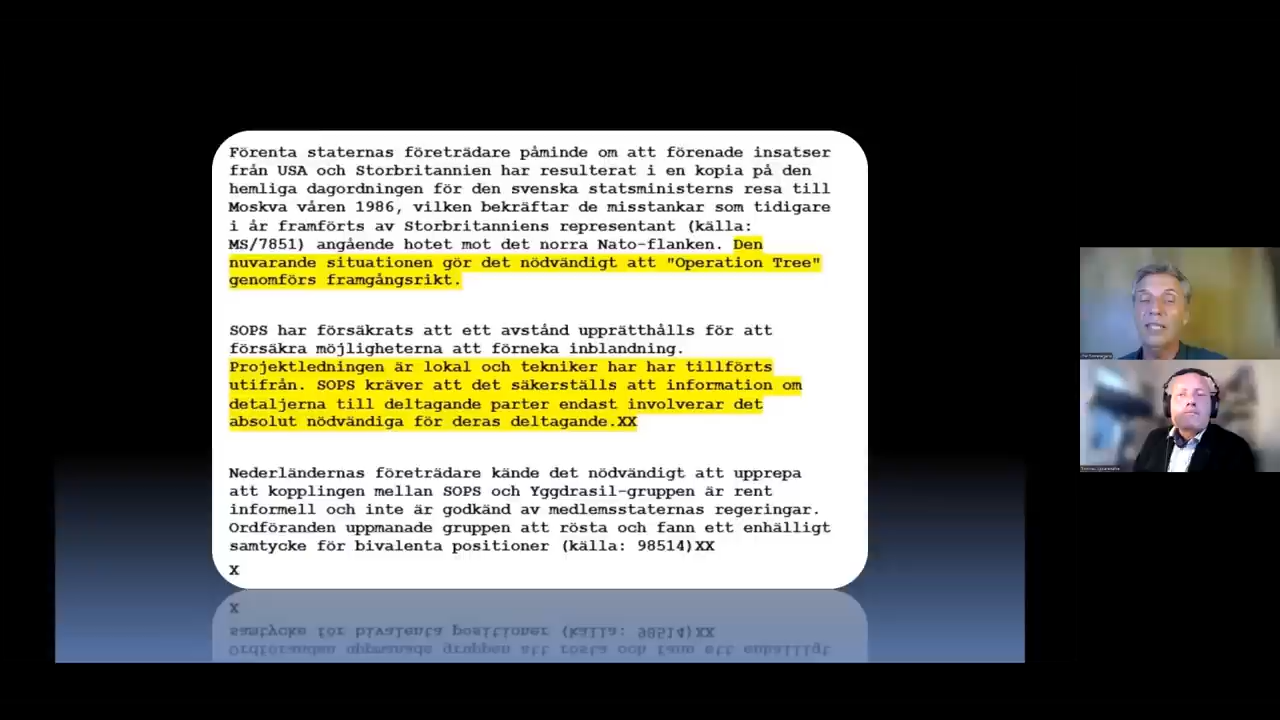 Förenta staternas företrädare påminde om att förenade insatser
från USA och Storbritannien har resulterat i en kopia på den
hemliga dagordningen för den svenska statsministerns resa till
Moskva våren 1986, vilken bekräftar de misstankar som tidigare
i år framförts av Storbritanniens representant (källa:
MS/7851) angående hotet mot det norra Nato-flanken. Den
nuvarande situationen gör det nödvändigt att "Operation Tree"
genomförs framgångsrikt.
SOPS har försäkrats att ett avstånd upprätthålls för att
försäkra möjligheterna att förneka inblandning.
Projektledningen är lokal och tekniker har har tillförts
utifrån. SOPS kräver att det säkerställs att information om
detaljerna till deltagande parter endast involverar det
absolut nödvändiga för deras deltagande.XX
Nederländernas företrädare kände det nödvändigt att upprepa
att kopplingen mellan SOPS och Yggdrasil-gruppen är rent
informell och inte är godkänd av medlemsstaternas regeringar.
Ordföranden uppmanade gruppen att rösta och fann ett enhälligt
samtycke för bivalenta positioner (källa: 98514)XX
X